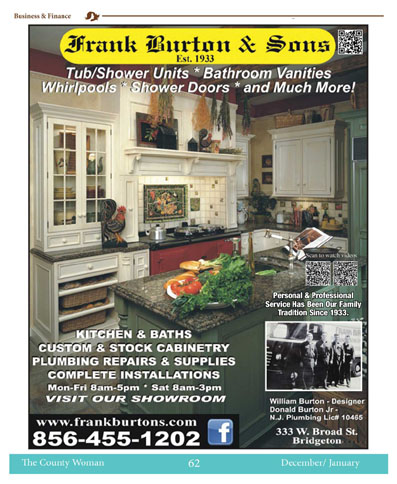 Business & Finance
Frank Burton & Sons
Est. 1933
Tub/Shower Units * Bathroom Vanities
Whirlpools * Shower Doors * and Much More!
Scan to watch videos
Personal & Professional
Service Has Been Our Family
Tradition Since 1933.
KITCHEN & BATHS
CUSTOM & STOCK CABINETRY
PLUMBING REPAIRS & SUPPLIES
COMPLETE INSTALLATIONS
Mon-Fri 8am-5pm * Sat 8am-3pm
VISIT OUR SHOWROOM
William Burton - Designer
Donald Burton Jr -
N.J. Plumbing Lic# 10465
www.frankburtons.com
856-455-1202
f
333 W. Broad St.
Bridgeton
The County Woman 62 December/ January